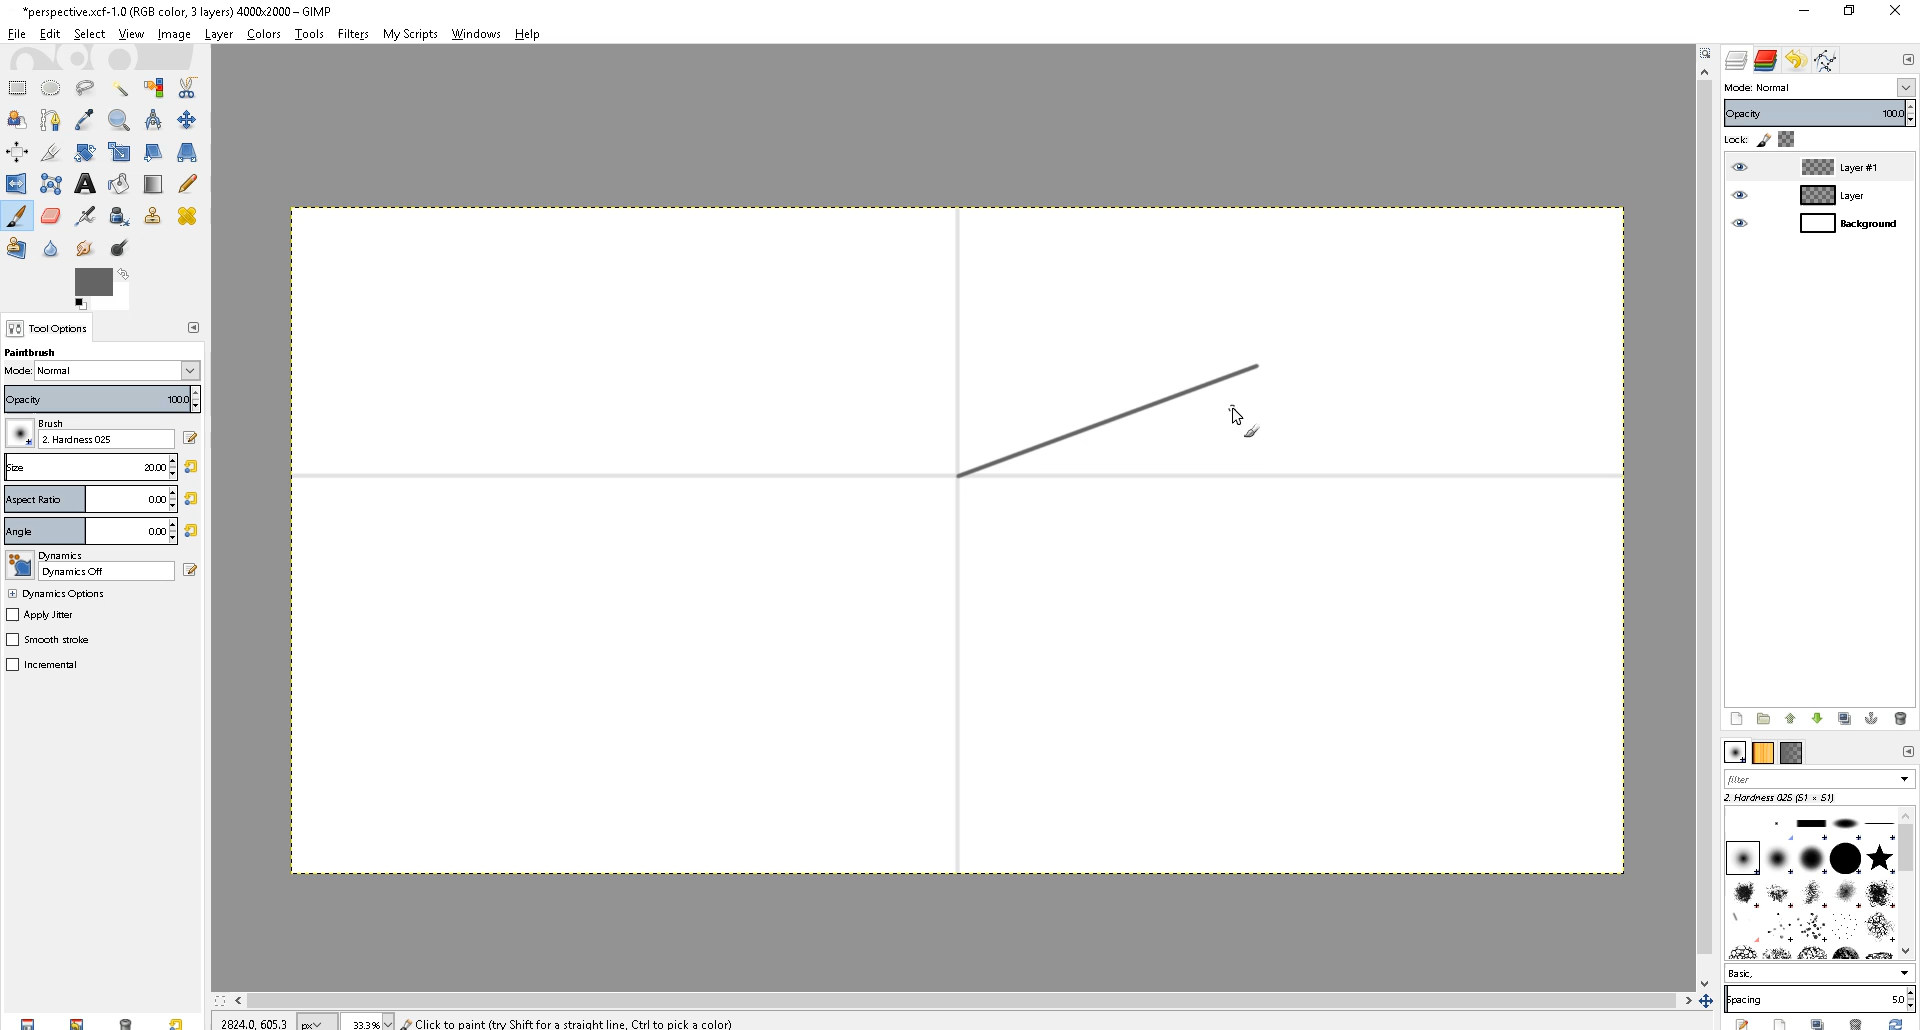 *perspective.xcf-1.0 (RGB color, 3 layers) 4000x2000 – GIMP
File Edit Select View Image Layer Colors Tools Filters My Scripts Windows Help
Tool Options
Paintbrush
Mode: Normal
Opacity 100.0
Brush
2. Hardness 025
Size 20.00
Aspect Ratio 0.00
Angle 0.00
Dynamics
Dynamics Off
Dynamics Options
Apply Jitter
Smooth stroke
Incremental
2824.0, 605.3 px 33.3% Click to paint (try Shift for a straight line, Ctrl to pick a color)
Mode: Normal
Opacity 100.0
Lock:
Layer #1
Layer
Background
filter
2. Hardness 025 (51 × 51)
Basic,
Spacing 5.0